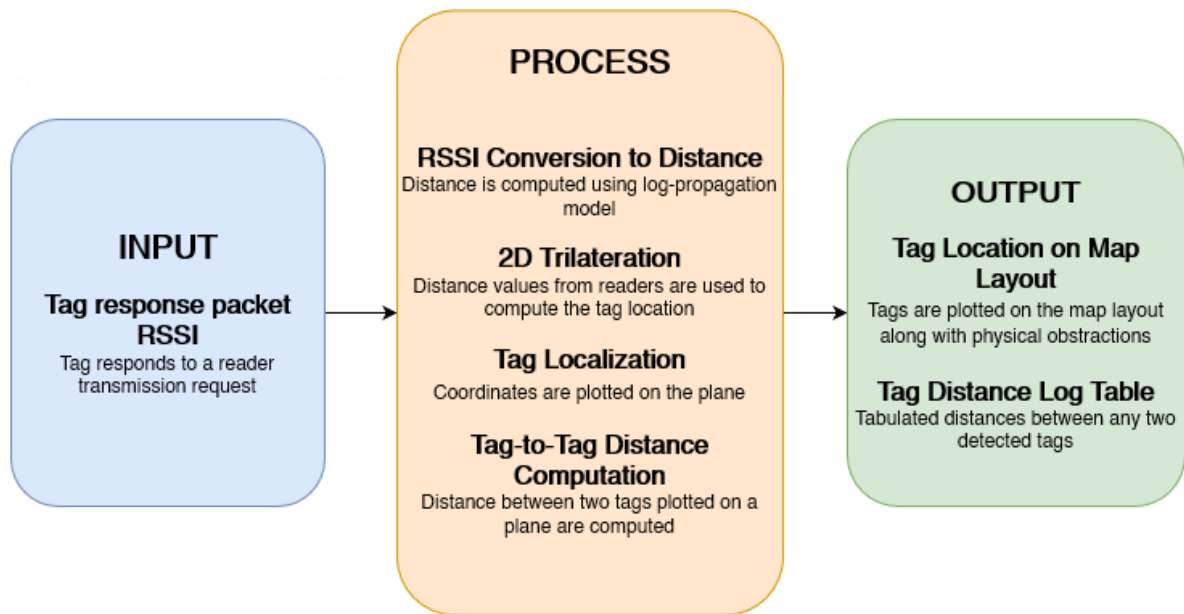 INPUT
Tag response packet
RSSI
Tag responds to a reader
transmission request
PROCESS
RSSI Conversion to Distance
Distance is computed using log-propagation
model
2D Trilateration
Distance values from readers are used to
compute the tag location
Tag Localization
Coordinates are plotted on the plane
Tag-to-Tag Distance
Computation
Distance between two tags plotted on a
plane are computed
OUTPUT
Tag Location on Map
Layout
Tags are plotted on the map layout
along with physical obstractions
Tag Distance Log Table
Tabulated distances between any two
detected tags